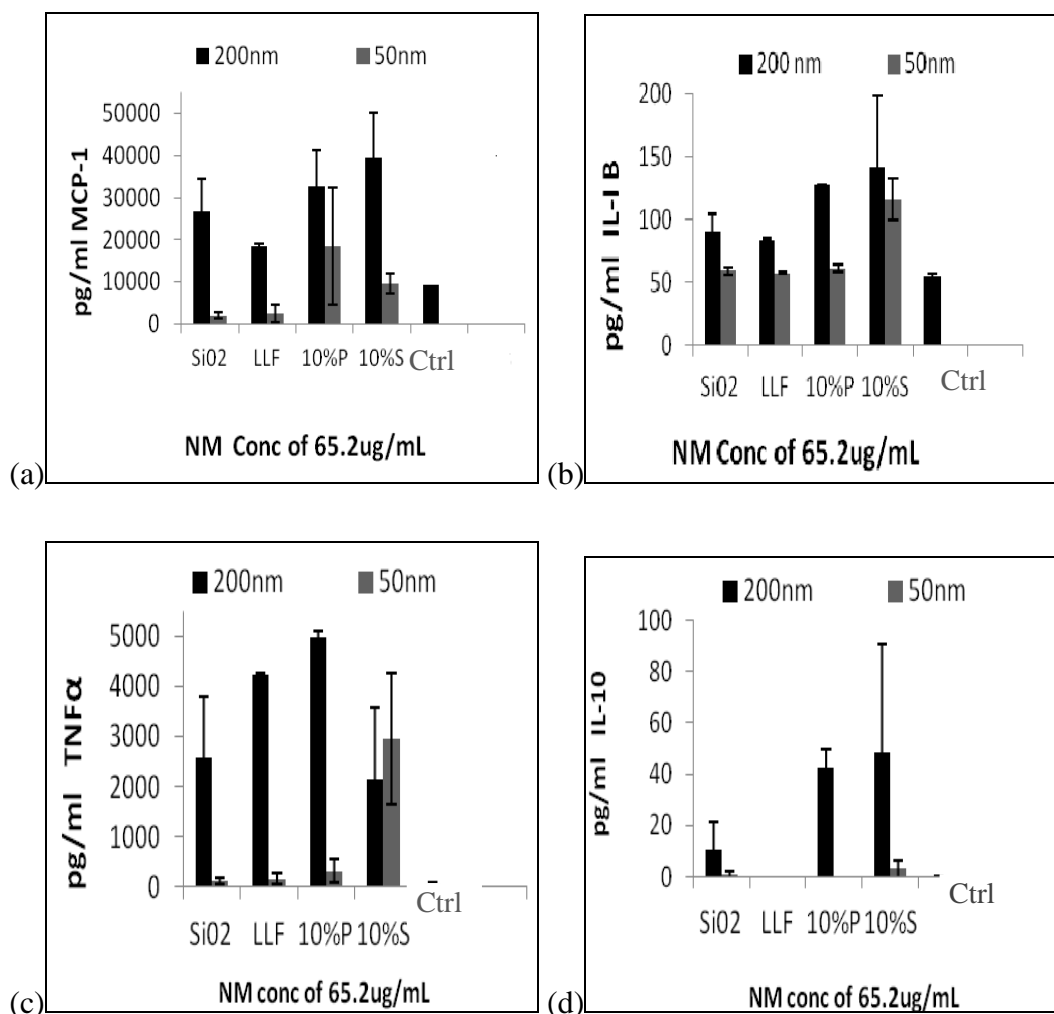 200nm 50nm
pg/ml MCP-1
50000
40000
30000
20000
10000
0
Si02 LLF 10%P 10%S Ctrl
NM Conc of 65.2ug/mL
(a)
200 nm 50nm
pg/ml IL-I B
200
150
100
50
0
Si02 LLF 10%P 10%S Ctrl
NM Conc of 65.2ug/mL
(b)
200nm 50nm
pg/ml TNFα
5000
4000
3000
2000
1000
0
Si02 LLF 10%P 10%S Ctrl
NM conc of 65.2ug/mL
(c)
200nm 50nm
pg/ml IL-10
100
80
60
40
20
0
Si02 LLF 10%P 10%S Ctrl
NM conc of 65.2ug/mL
(d)